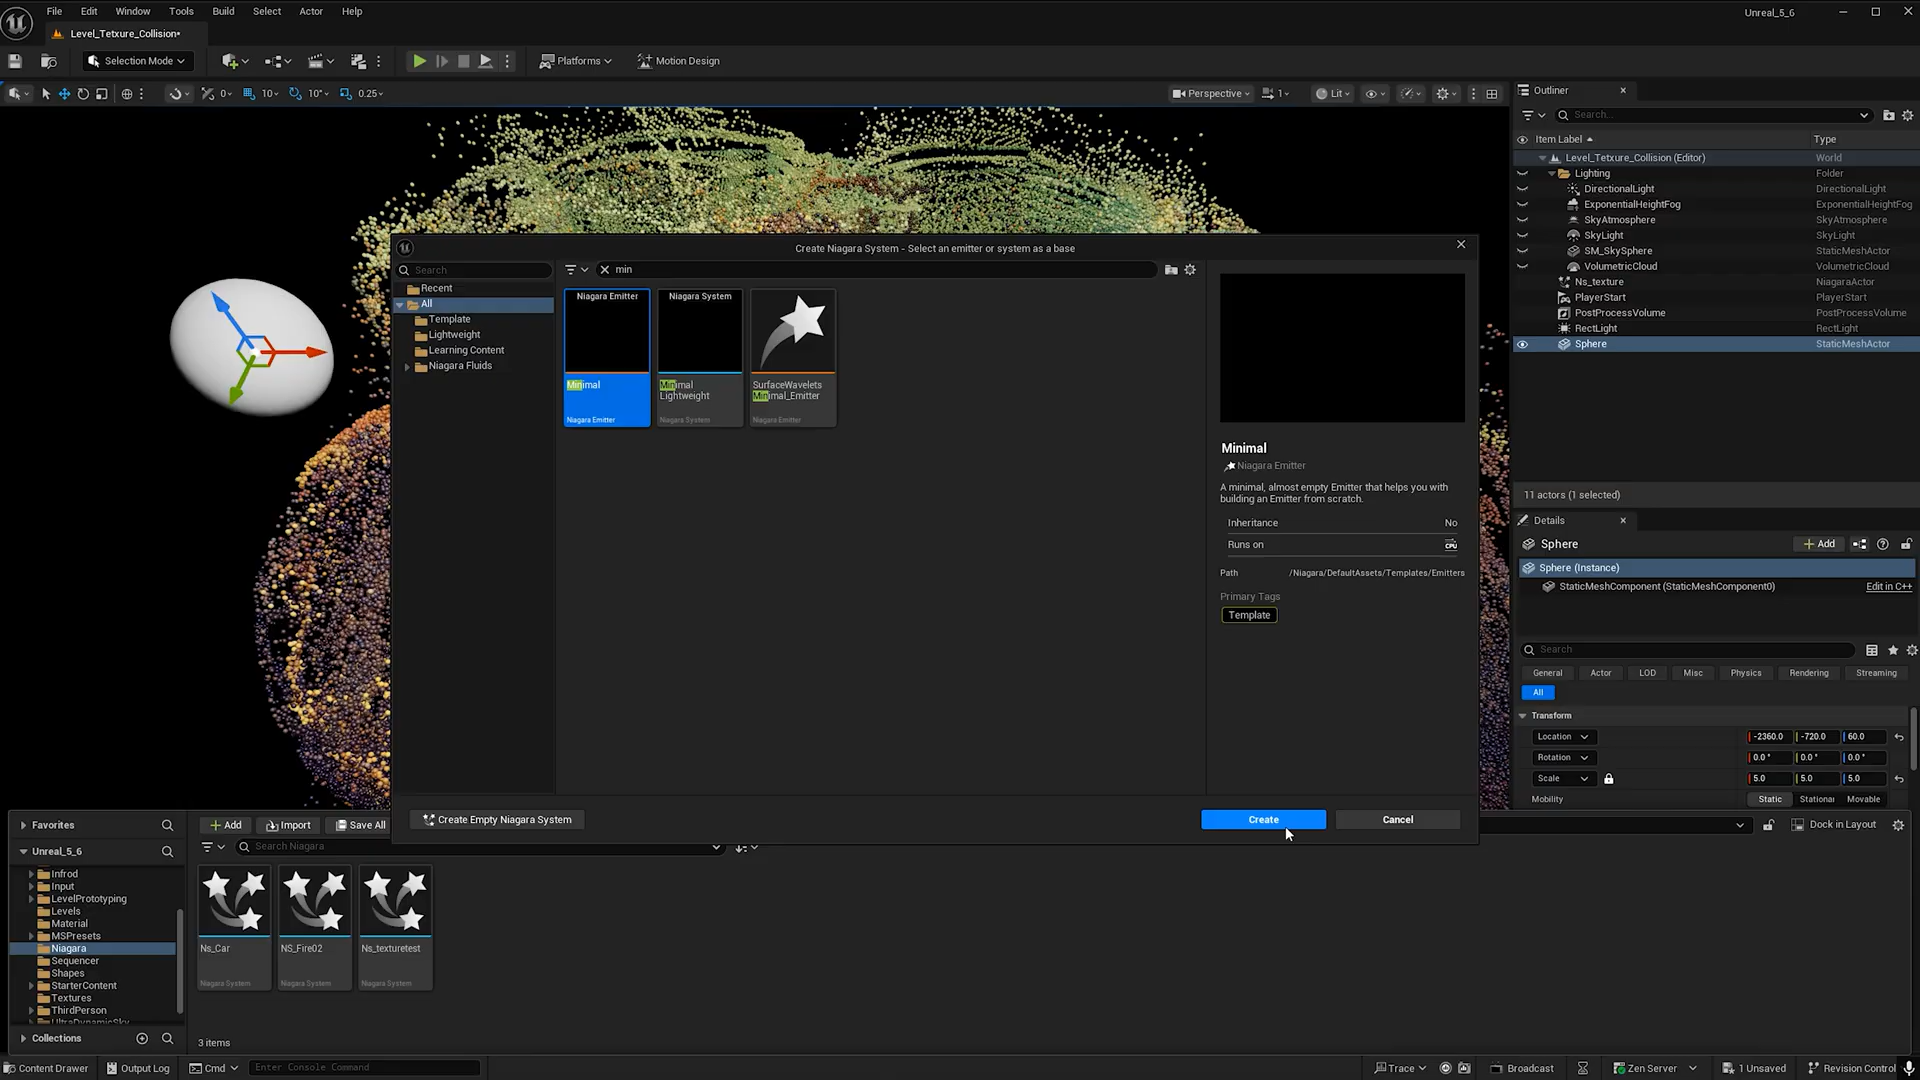 File Edit Window Tools Build Select Actor Help
Unreal_5_6
Level_Tetxure_Collision•
Selection Mode
Platforms
Motion Design
0
10
10°
0.25
Perspective
1
Lit
Outliner
Search...
Item Label
Type
Level_Tetxure_Collision (Editor)
World
Lighting
Folder
DirectionalLight
DirectionalLight
ExponentialHeightFog
ExponentialHeightFog
SkyAtmosphere
SkyAtmosphere
SkyLight
SkyLight
SM_SkySphere
StaticMeshActor
VolumetricCloud
VolumetricCloud
Ns_texture
NiagaraActor
PlayerStart
PlayerStart
PostProcessVolume
PostProcessVolume
RectLight
RectLight
Sphere
StaticMeshActor
11 actors (1 selected)
Create Niagara System - Select an emitter or system as a base
Search
min
Recent
All
Template
Lightweight
Learning Content
Niagara Fluids
Niagara Emitter
Minimal
Niagara Emitter
Niagara System
Minimal
Lightweight
Niagara System
SurfaceWavelets
Minimal_Emitter
Niagara Emitter
Minimal
Niagara Emitter
A minimal, almost empty Emitter that helps you with
building an Emitter from scratch.
Inheritance
No
Runs on
CPU
Path
/Niagara/DefaultAssets/Templates/Emitters
Primary Tags
Template
Create Empty Niagara System
Create
Cancel
Details
Sphere
Add
Sphere (Instance)
StaticMeshComponent (StaticMeshComponent0)
Edit in C++
Search
General
Actor
LOD
Misc
Physics
Rendering
Streaming
All
Transform
Location
-2360.0
-720.0
60.0
Rotation
0.0 °
0.0 °
0.0 °
Scale
5.0
5.0
5.0
Mobility
Static
Stationar
Movable
Favorites
Add
Import
Save All
Dock in Layout
Unreal_5_6
Search Niagara
Infrod
Input
LevelPrototyping
Levels
Material
MSPresets
Niagara
Sequencer
Shapes
StarterContent
Textures
ThirdPerson
UltraDynamicSky
Collections
Ns_Car
Niagara System
NS_Fire02
Niagara System
Ns_texturetest
Niagara System
3 items
Content Drawer
Output Log
Cmd
Enter Console Command
Trace
Broadcast
Zen Server
1 Unsaved
Revision Control